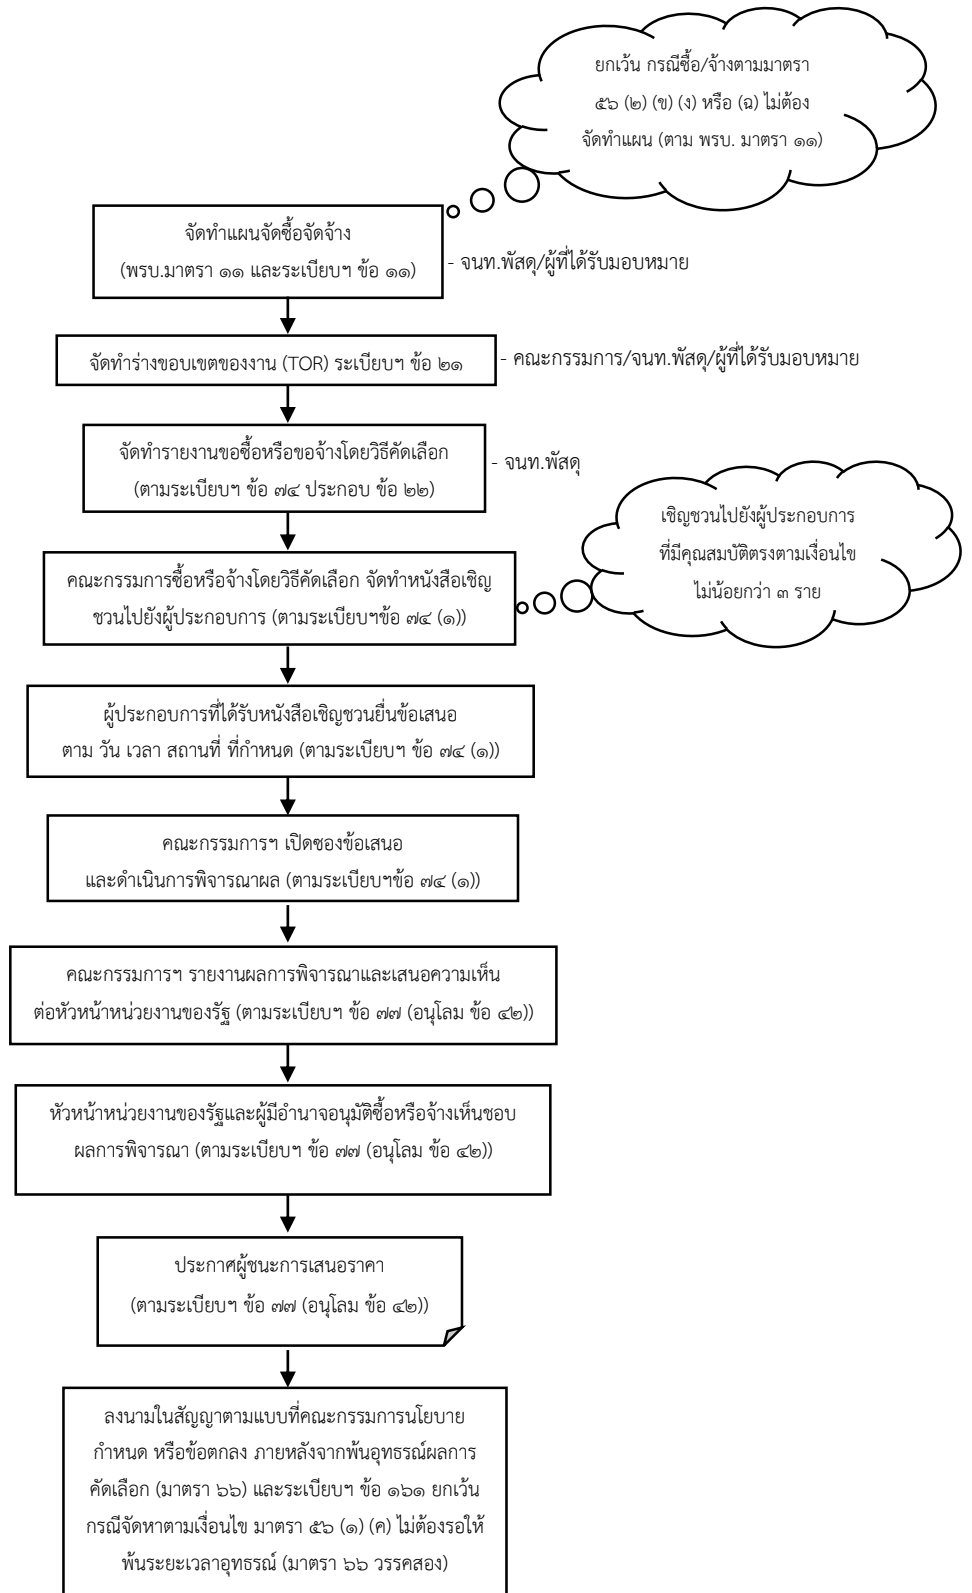 ยกเว้น กรณีซื้อ/จ้างตามมาตรา
๕๖ (๒) (ข) (ง) หรือ (ฉ) ไม่ต้อง
จัดทำแผน (ตาม พรบ. มาตรา ๑๑)
จัดทำแผนจัดซื้อจัดจ้าง
(พรบ.มาตรา ๑๑ และระเบียบฯ ข้อ ๑๑)
- จนท.พัสดุ/ผู้ที่ได้รับมอบหมาย
จัดทำร่างขอบเขตของงาน (TOR) ระเบียบฯ ข้อ ๒๑
- คณะกรรมการ/จนท.พัสดุ/ผู้ที่ได้รับมอบหมาย
จัดทำรายงานขอซื้อหรือขอจ้างโดยวิธีคัดเลือก
(ตามระเบียบฯ ข้อ ๗๔ ประกอบ ข้อ ๒๒)
- จนท.พัสดุ
เชิญชวนไปยังผู้ประกอบการ
ที่มีคุณสมบัติตรงตามเงื่อนไข
ไม่น้อยกว่า ๓ ราย
คณะกรรมการซื้อหรือจ้างโดยวิธีคัดเลือก จัดทำหนังสือเชิญ
ชวนไปยังผู้ประกอบการ (ตามระเบียบฯข้อ ๗๔ (๑))
ผู้ประกอบการที่ได้รับหนังสือเชิญชวนยื่นข้อเสนอ
ตาม วัน เวลา สถานที่ ที่กำหนด (ตามระเบียบฯ ข้อ ๗๔ (๑))
คณะกรรมการฯ เปิดซองข้อเสนอ
และดำเนินการพิจารณาผล (ตามระเบียบฯข้อ ๗๔ (๑))
คณะกรรมการฯ รายงานผลการพิจารณาและเสนอความเห็น
ต่อหัวหน้าหน่วยงานของรัฐ (ตามระเบียบฯ ข้อ ๗๗ (อนุโลม ข้อ ๔๒))
หัวหน้าหน่วยงานของรัฐและผู้มีอำนาจอนุมัติซื้อหรือจ้างเห็นชอบ
ผลการพิจารณา (ตามระเบียบฯ ข้อ ๗๗ (อนุโลม ข้อ ๔๒))
ประกาศผู้ชนะการเสนอราคา
(ตามระเบียบฯ ข้อ ๗๗ (อนุโลม ข้อ ๔๒))
ลงนามในสัญญาตามแบบที่คณะกรรมการนโยบาย
กำหนด หรือข้อตกลง ภายหลังจากพ้นอุทธรณ์ผลการ
คัดเลือก (มาตรา ๖๖) และระเบียบฯ ข้อ ๑๖๑ ยกเว้น
กรณีจัดหาตามเงื่อนไข มาตรา ๕๖ (๑) (ค) ไม่ต้องรอให้
พ้นระยะเวลาอุทธรณ์ (มาตรา ๖๖ วรรคสอง)